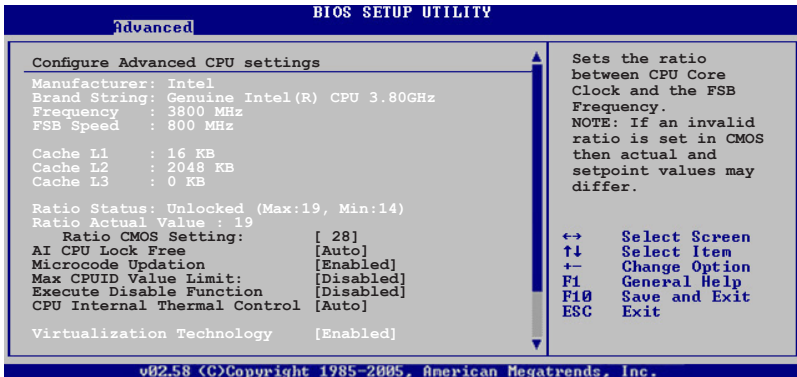 BIOS SETUP UTILITY
Advanced
Configure Advanced CPU settings
Manufacturer: Intel
Brand String: Genuine Intel(R) CPU 3.80GHz
Frequency : 3800 MHz
FSB Speed : 800 MHz
Cache L1 : 16 KB
Cache L2 : 2048 KB
Cache L3 : 0 KB
Ratio Status: Unlocked (Max:19, Min:14)
Ratio Actual Value : 19
Ratio CMOS Setting: [ 28]
AI CPU Lock Free [Auto]
Microcode Updation [Enabled]
Max CPUID Value Limit: [Disabled]
Execute Disable Function [Disabled]
CPU Internal Thermal Control [Auto]
Virtualization Technology [Enabled]
Sets the ratio
between CPU Core
Clock and the FSB
Frequency.
NOTE: If an invalid
ratio is set in CMOS
then actual and
setpoint values may
differ.
←→ Select Screen
↑↓ Select Item
+- Change Option
F1 General Help
F10 Save and Exit
ESC Exit
v02.58 (C)Copyright 1985-2005, American Megatrends, Inc.